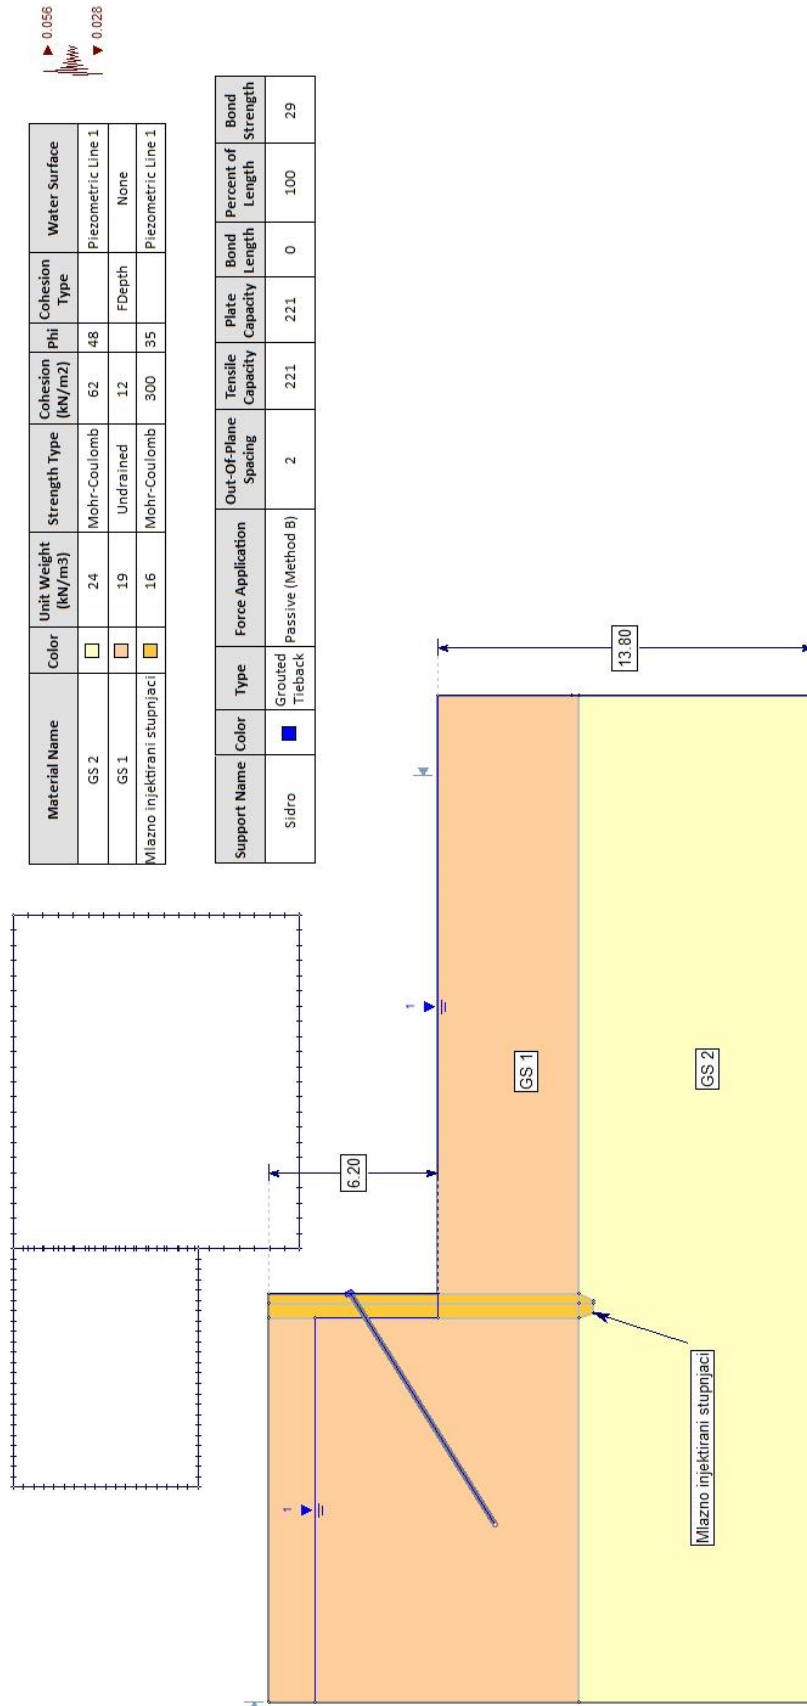 0.056
0.028
Material Name Color Unit Weight (kN/m3) Strength Type Cohesion (kN/m2) Phi Cohesion Type Water Surface
GS 2 24 Mohr-Coulomb 62 48 Piezometric Line 1
GS 1 19 Undrained 12 FDepth None
Mlazno injektirani stupnjaci 16 Mohr-Coulomb 300 35 Piezometric Line 1
Support Name Color Type Force Application Out-Of-Plane Spacing Tensile Capacity Plate Capacity Bond Length Percent of Length Bond Strength
Sidro Grouted Tieback Passive (Method B) 2 221 221 0 100 29
1
6.20
1
GS 1
13.80
GS 2
Mlazno injektirani stupnjaci